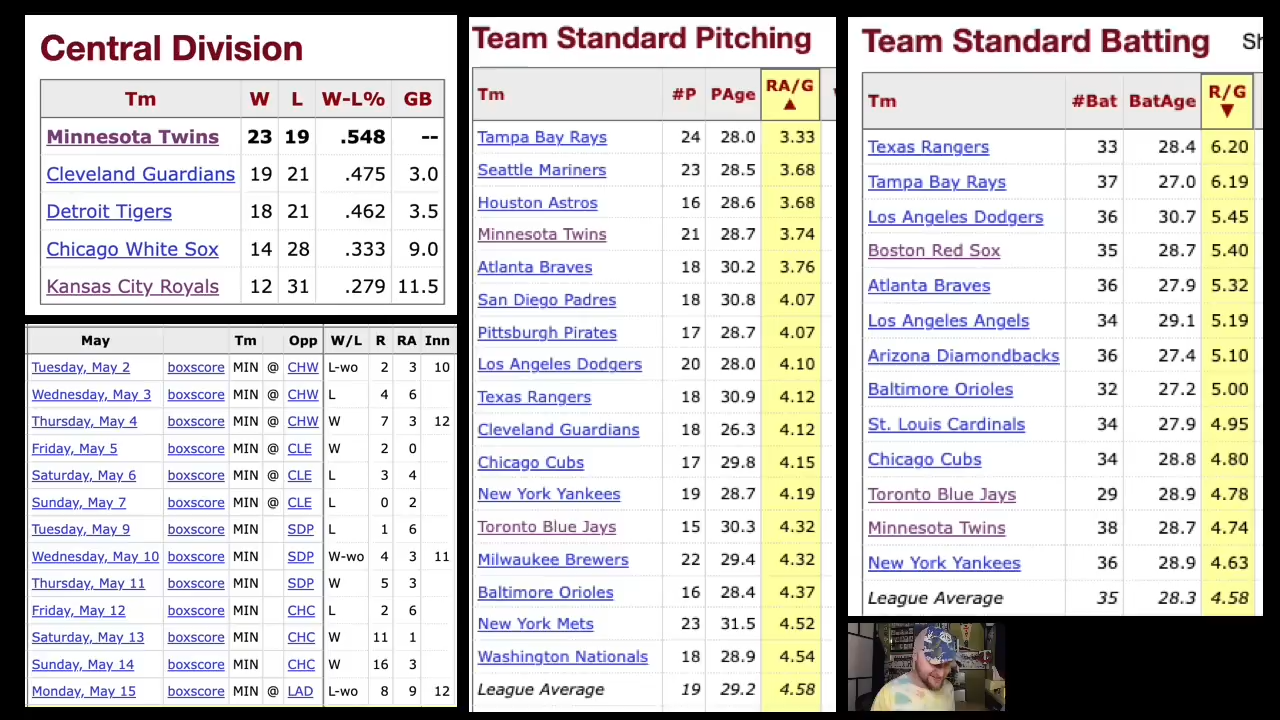 Central Division
Tm W L W-L% GB
Minnesota Twins 23 19 .548 --
Cleveland Guardians 19 21 .475 3.0
Detroit Tigers 18 21 .462 3.5
Chicago White Sox 14 28 .333 9.0
Kansas City Royals 12 31 .279 11.5
May Tm Opp W/L R RA Inn
Tuesday, May 2 boxscore MIN @ CHW L-wo 2 3 10
Wednesday, May 3 boxscore MIN @ CHW L 4 6
Thursday, May 4 boxscore MIN @ CHW W 7 3 12
Friday, May 5 boxscore MIN @ CLE W 2 0
Saturday, May 6 boxscore MIN @ CLE L 3 4
Sunday, May 7 boxscore MIN @ CLE L 0 2
Tuesday, May 9 boxscore MIN SDP L 1 6
Wednesday, May 10 boxscore MIN SDP W-wo 4 3 11
Thursday, May 11 boxscore MIN SDP W 5 3
Friday, May 12 boxscore MIN CHC L 2 6
Saturday, May 13 boxscore MIN CHC W 11 1
Sunday, May 14 boxscore MIN CHC W 16 3
Monday, May 15 boxscore MIN @ LAD L-wo 8 9 12
Team Standard Pitching
Tm #P PAge RA/G ▲
Tampa Bay Rays 24 28.0 3.33
Seattle Mariners 23 28.5 3.68
Houston Astros 16 28.6 3.68
Minnesota Twins 21 28.7 3.74
Atlanta Braves 18 30.2 3.76
San Diego Padres 18 30.8 4.07
Pittsburgh Pirates 17 28.7 4.07
Los Angeles Dodgers 20 28.0 4.10
Texas Rangers 18 30.9 4.12
Cleveland Guardians 18 26.3 4.12
Chicago Cubs 17 29.8 4.15
New York Yankees 19 28.7 4.19
Toronto Blue Jays 15 30.3 4.32
Milwaukee Brewers 22 29.4 4.32
Baltimore Orioles 16 28.4 4.37
New York Mets 23 31.5 4.52
Washington Nationals 18 28.9 4.54
League Average 19 29.2 4.58
Team Standard Batting Sh
Tm #Bat BatAge R/G ▼
Texas Rangers 33 28.4 6.20
Tampa Bay Rays 37 27.0 6.19
Los Angeles Dodgers 36 30.7 5.45
Boston Red Sox 35 28.7 5.40
Atlanta Braves 36 27.9 5.32
Los Angeles Angels 34 29.1 5.19
Arizona Diamondbacks 36 27.4 5.10
Baltimore Orioles 32 27.2 5.00
St. Louis Cardinals 34 27.9 4.95
Chicago Cubs 34 28.8 4.80
Toronto Blue Jays 29 28.9 4.78
Minnesota Twins 38 28.7 4.74
New York Yankees 36 28.9 4.63
League Average 35 28.3 4.58